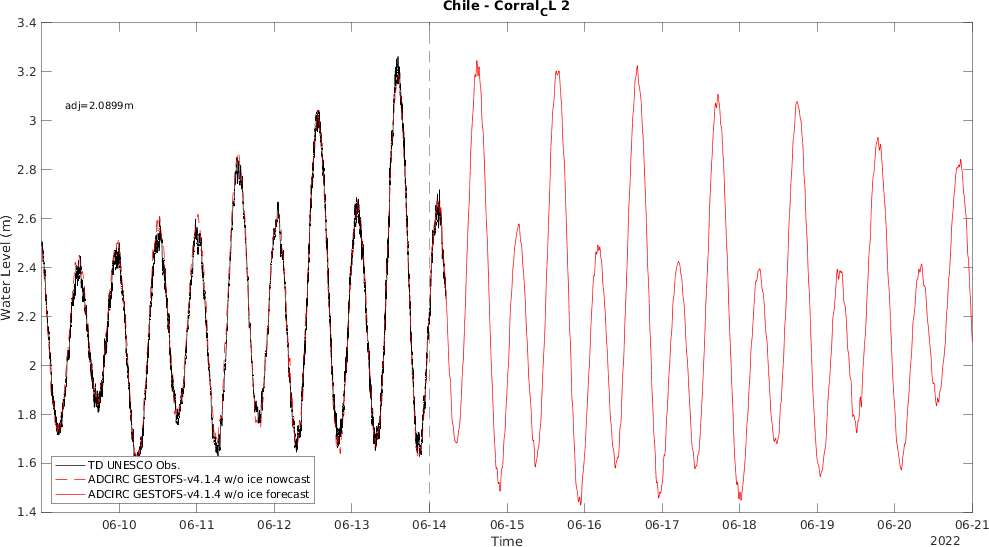 Chile - Corral_CL 2
3.4
3.2
3
2.8
2.6
2.4
2.2
2
1.8
1.6
1.4
Water Level (m)
adj=2.0899m
TD UNESCO Obs.
ADCIRC GESTOFS-v4.1.4 w/o ice nowcast
ADCIRC GESTOFS-v4.1.4 w/o ice forecast
06-10 06-11 06-12 06-13 06-14 06-15 06-16 06-17 06-18 06-19 06-20 06-21
Time
2022